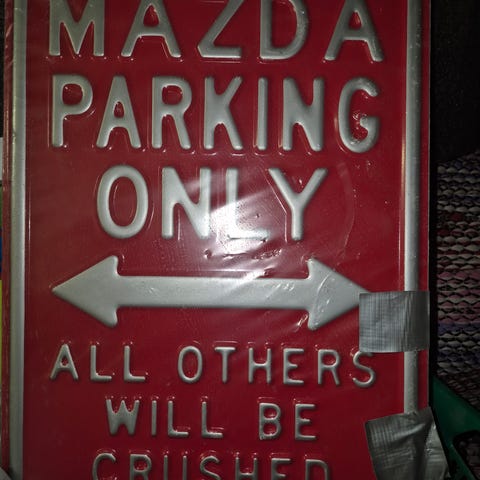 MAZDA
PARKING
ONLY
ALL OTHERS
WILL BE
CRUSHED